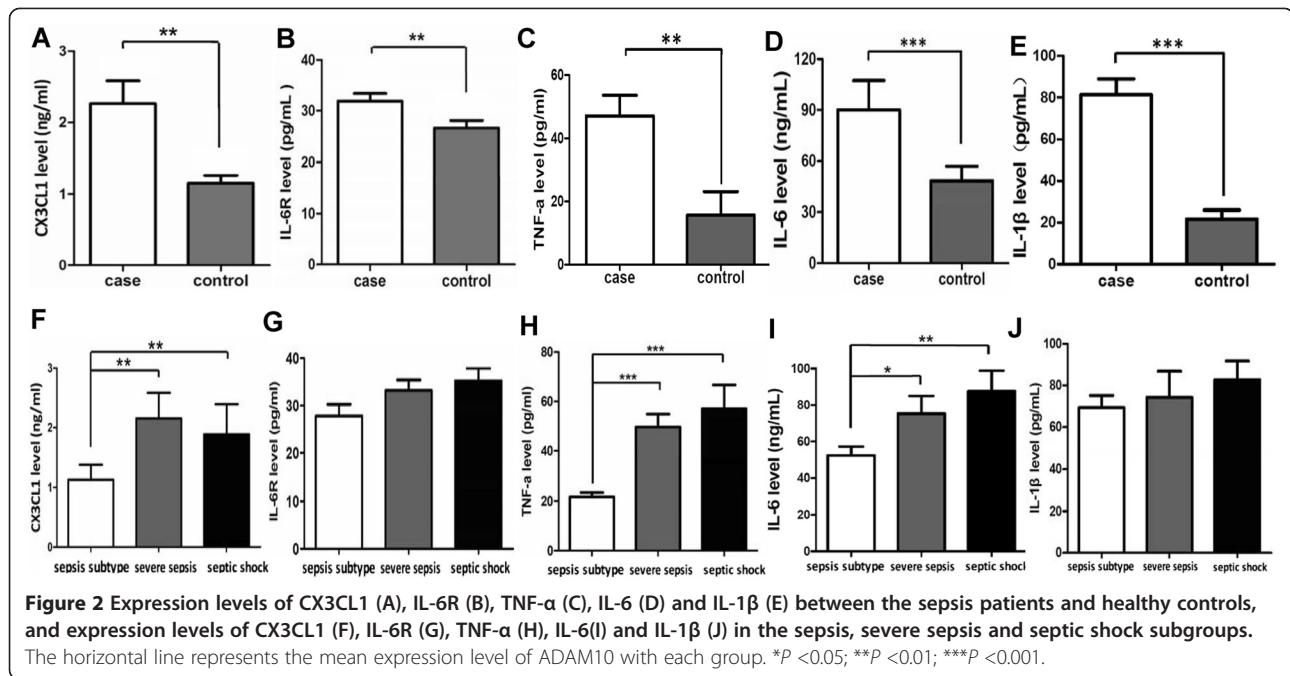 A
**
CX3CL1 level (ng/ml)
3
2
1
0
case control
B
**
IL-6R level (pg/mL)
40
30
20
10
0
case control
C
**
TNF-a level (pg/ml)
60
40
20
0
case control
D
***
IL-6 level (ng/mL)
120
90
60
30
0
case control
E
***
IL-1β level (pg/mL)
100
80
60
40
20
0
case control
F
**
**
CX3CL1 level (ng/ml)
3
2
1
0
sepsis subtype severe sepsis septic shock
G
IL-6R level (pg/ml)
40
30
20
10
0
sepsis subtype severe sepsis septic shock
H
***
***
TNF-a level (pg/ml)
80
60
40
20
0
sepsis subtype severe sepsis septic shock
I
**
*
IL-6 level (ng/mL)
100
80
60
40
20
0
sepsis subtype severe sepsis septic shock
J
IL-1β level (pg/mL)
100
80
60
40
20
0
sepsis subtype severe sepsis septic shock
Figure 2 Expression levels of CX3CL1 (A), IL-6R (B), TNF-α (C), IL-6 (D) and IL-1β (E) between the sepsis patients and healthy controls,
and expression levels of CX3CL1 (F), IL-6R (G), TNF-α (H), IL-6(I) and IL-1β (J) in the sepsis, severe sepsis and septic shock subgroups.
The horizontal line represents the mean expression level of ADAM10 with each group. *P <0.05; **P <0.01; ***P <0.001.